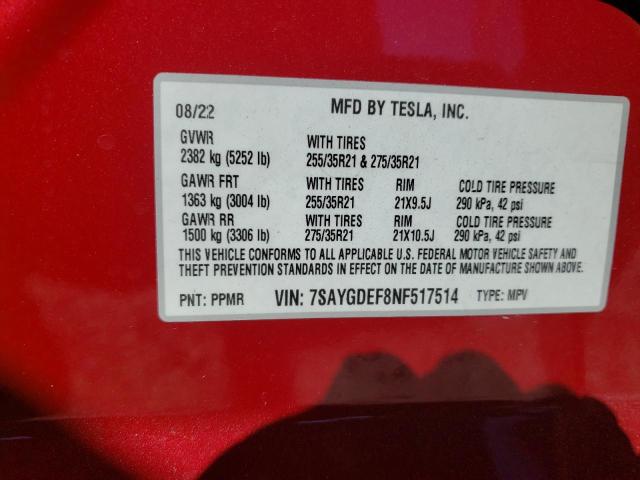 08/22 MFD BY TESLA, INC.
GVWR WITH TIRES
2382 kg (5252 lb) 255/35R21 & 275/35R21
GAWR FRT WITH TIRES RIM COLD TIRE PRESSURE
1363 kg (3004 lb) 255/35R21 21X9.5J 290 kPa, 42 psi
GAWR RR WITH TIRES RIM COLD TIRE PRESSURE
1500 kg (3306 lb) 275/35R21 21X10.5J 290 kPa, 42 psi
THIS VEHICLE CONFORMS TO ALL APPLICABLE U.S. FEDERAL MOTOR VEHICLE SAFETY AND
THEFT PREVENTION STANDARDS IN EFFECT ON THE DATE OF MANUFACTURE SHOWN ABOVE.
PNT: PPMR VIN: 7SAYGDEF8NF517514 TYPE: MPV